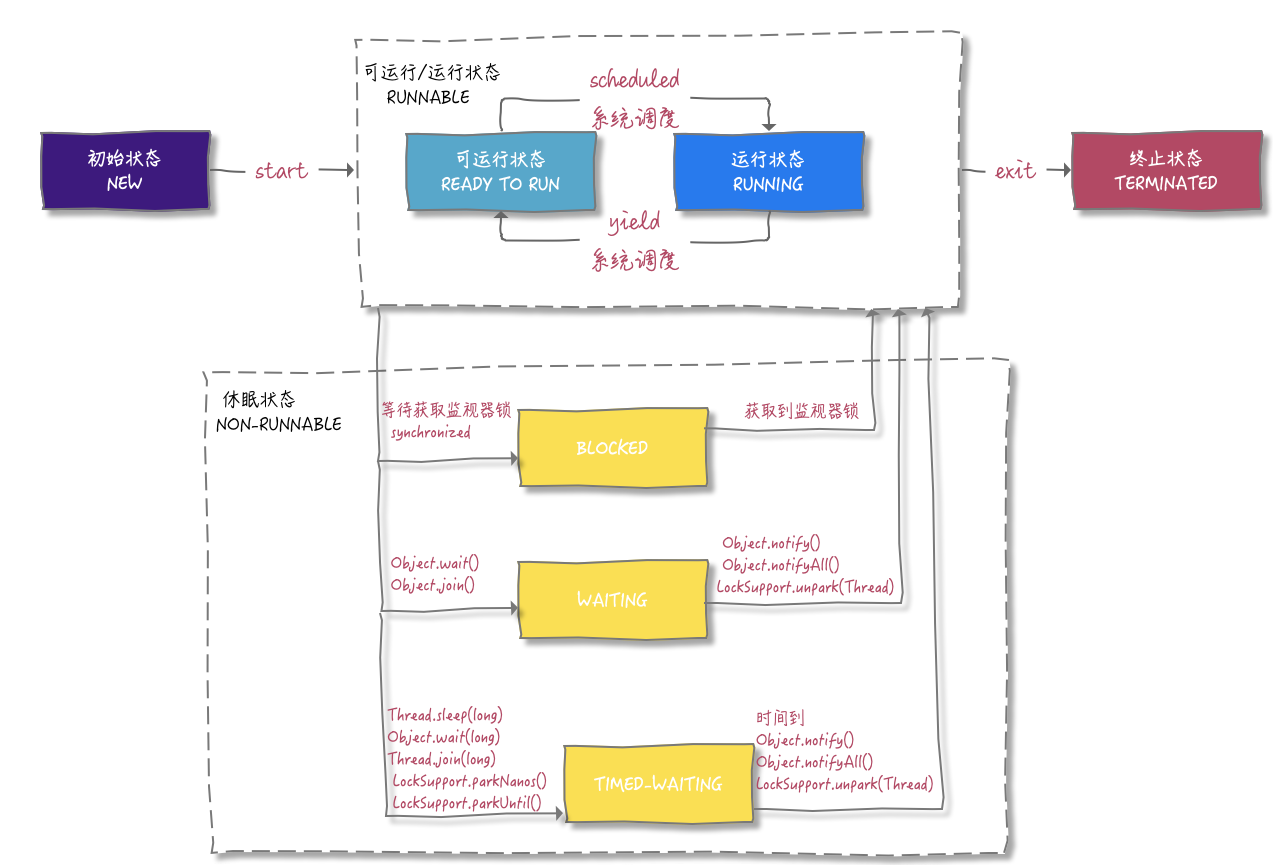 可运行/运行状态
RUNNABLE
scheduled
系统调度
初始状态
NEW
start
可运行状态
READY TO RUN
运行状态
RUNNING
exit
终止状态
TERMINATED
yield
系统调度
休眠状态
NON-RUNNABLE
等待获取监视器锁
synchronized
BLOCKED
获取到监视器锁
Object.wait()
Object.join()
WAITING
Object.notify()
Object.notifyAll()
LockSupport.unpark(Thread)
Thread.sleep(long)
Object.wait(long)
Thread.join(long)
LockSupport.parkNanos()
LockSupport.parkUntil()
TIMED-WAITING
时间到
Object.notify()
Object.notifyAll()
LockSupport.unpark(Thread)